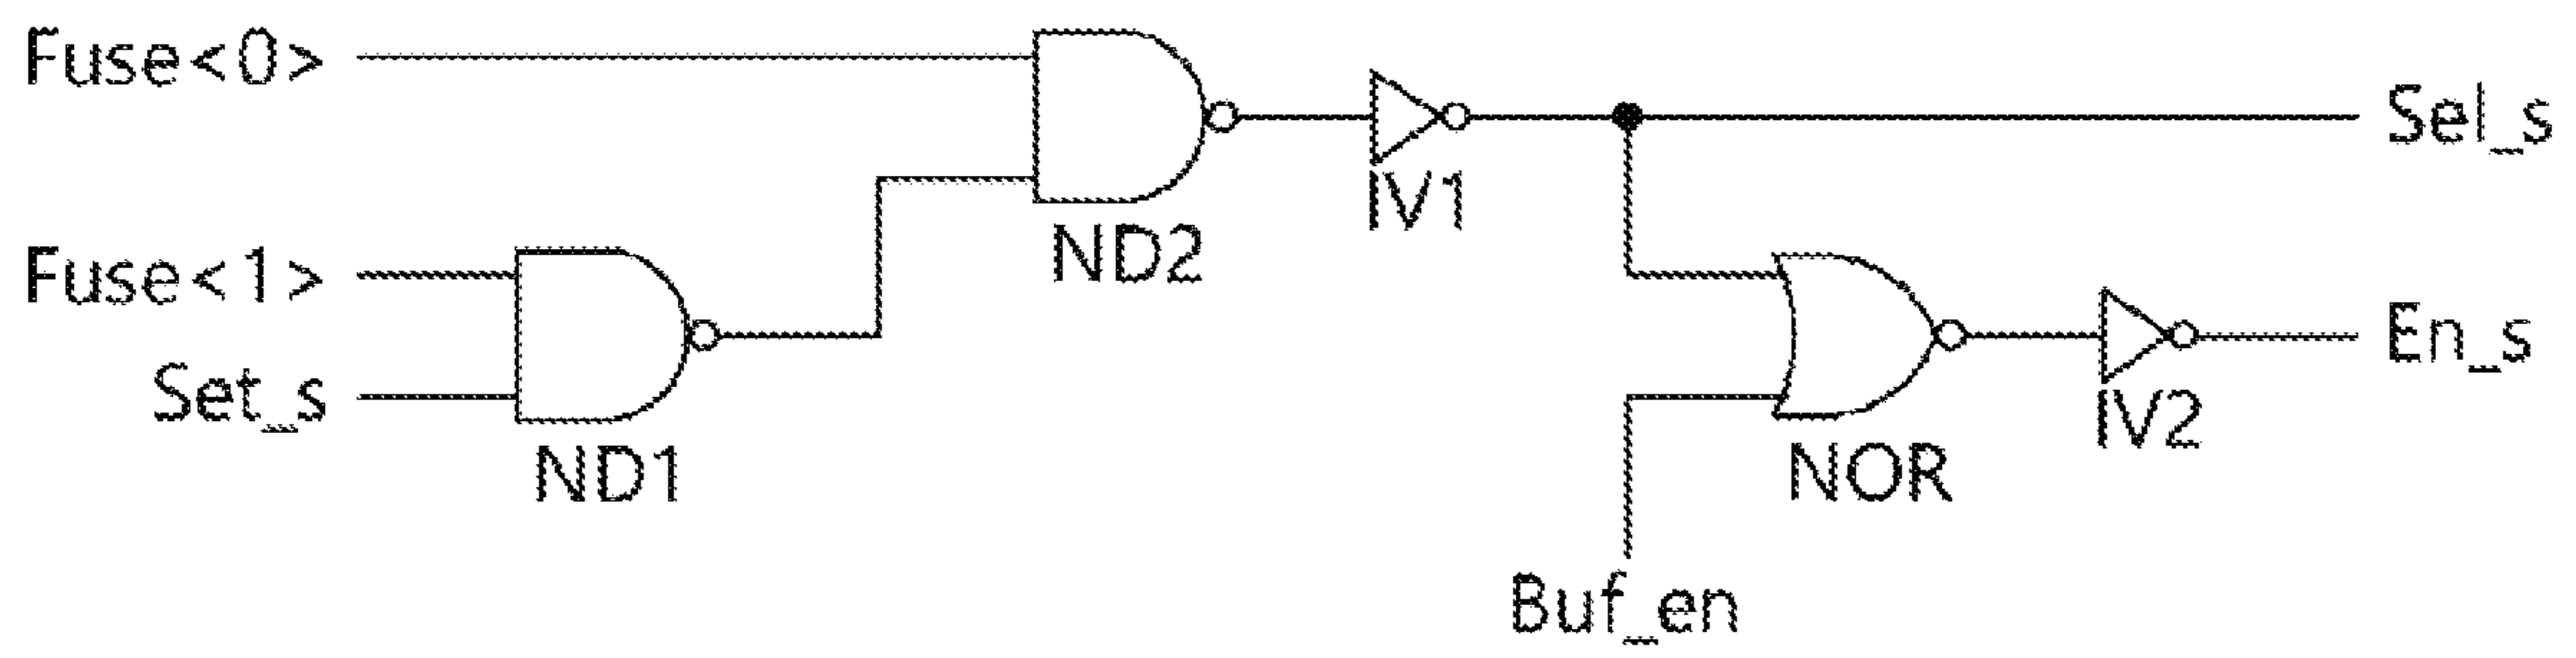 Fuse<0>
Sel_s
IV1
ND2
Fuse<1>
En_s
Set_s
IV2
ND1
NOR
Buf_en